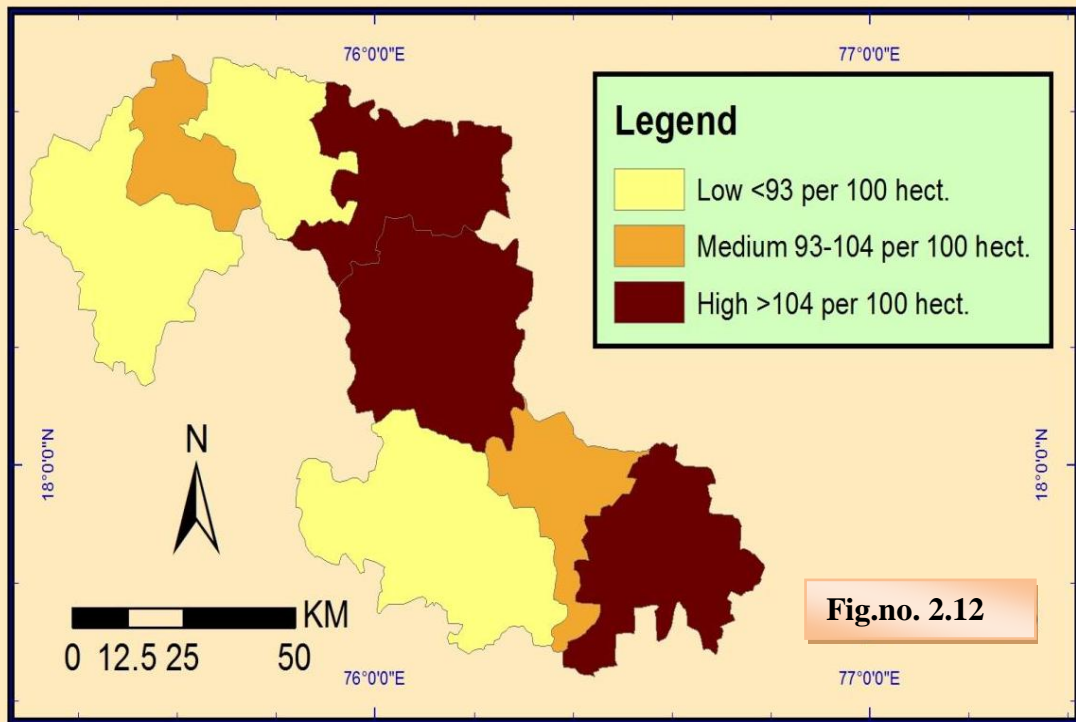 76°0'0"E
77°0'0"E
Legend
Low <93 per 100 hect.
Medium 93-104 per 100 hect.
High >104 per 100 hect.
18°0'0"N
18°0'0"N
N
KM
0 12.5 25 50
Fig.no. 2.12
76°0'0"E
77°0'0"E